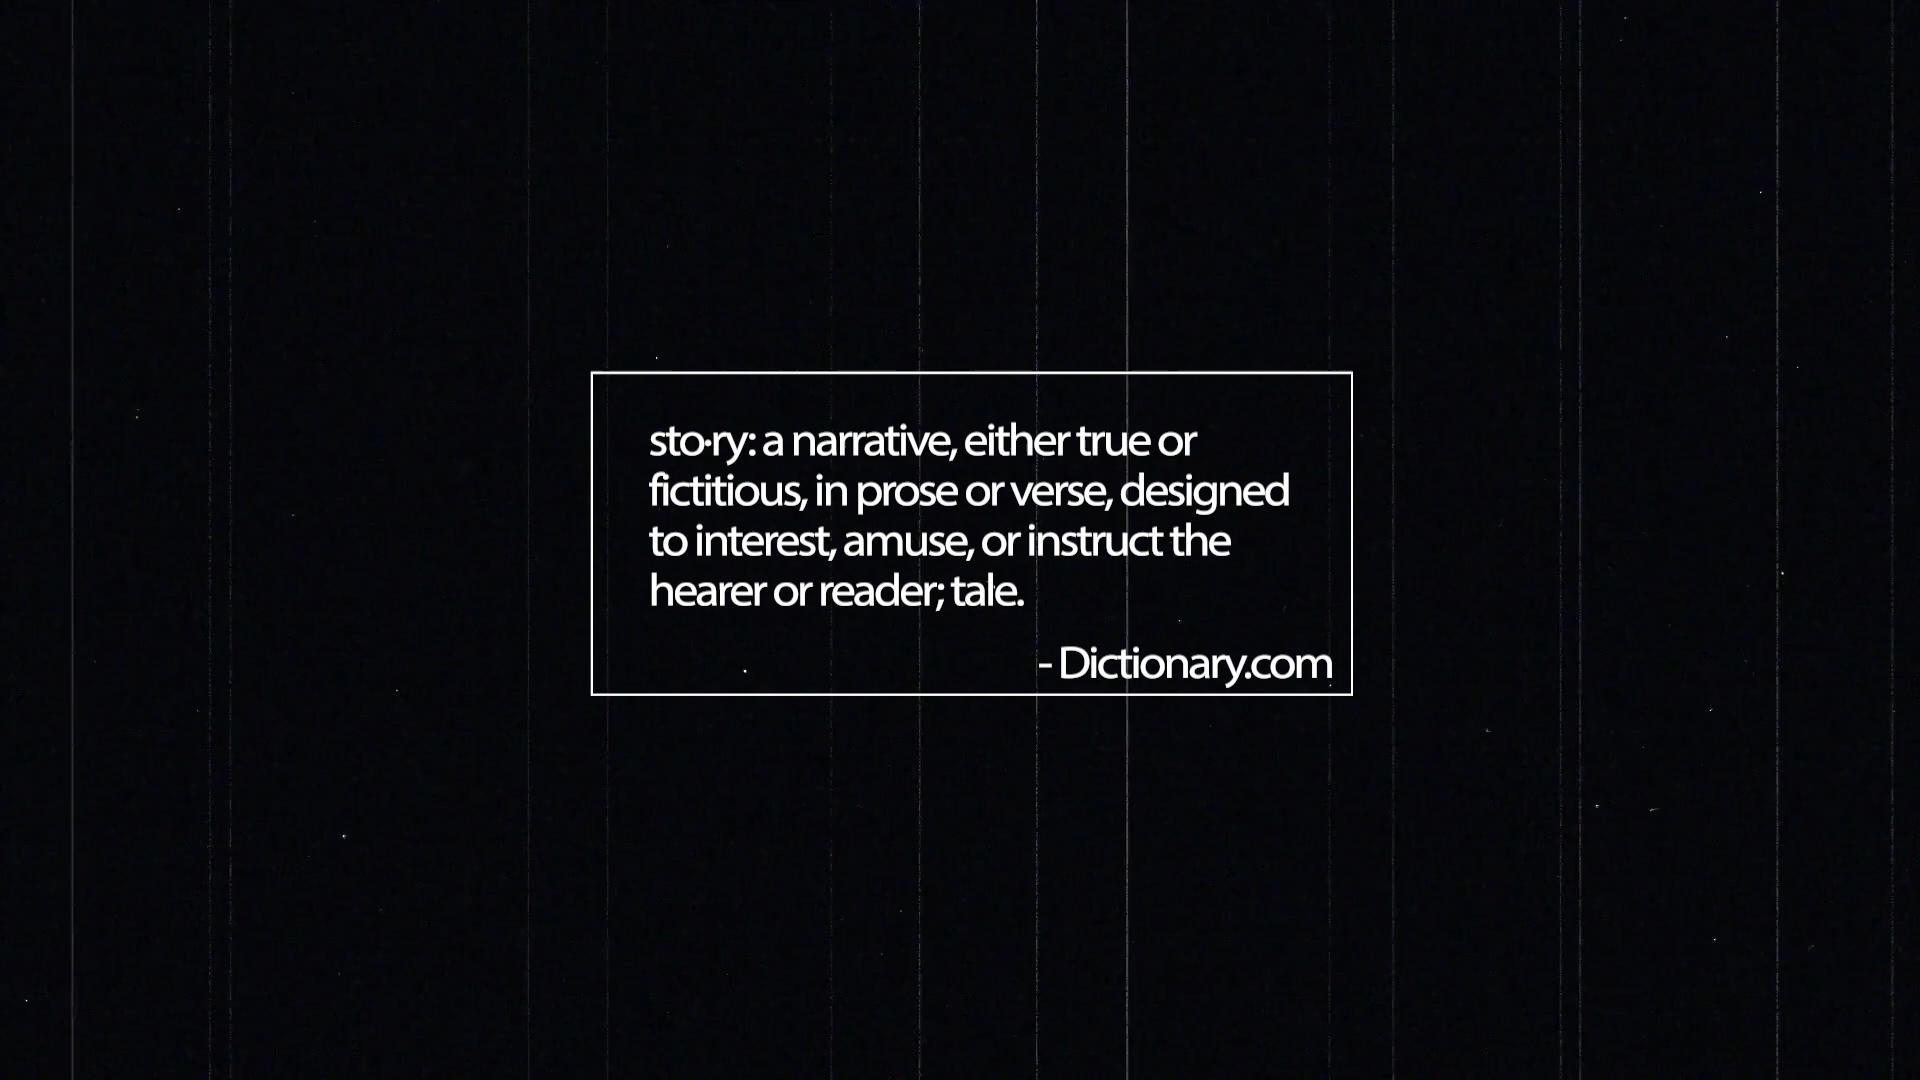 sto·ry: a narrative, either true or
fictitious, in prose or verse, designed
to interest, amuse, or instruct the
hearer or reader; tale.
- Dictionary.com